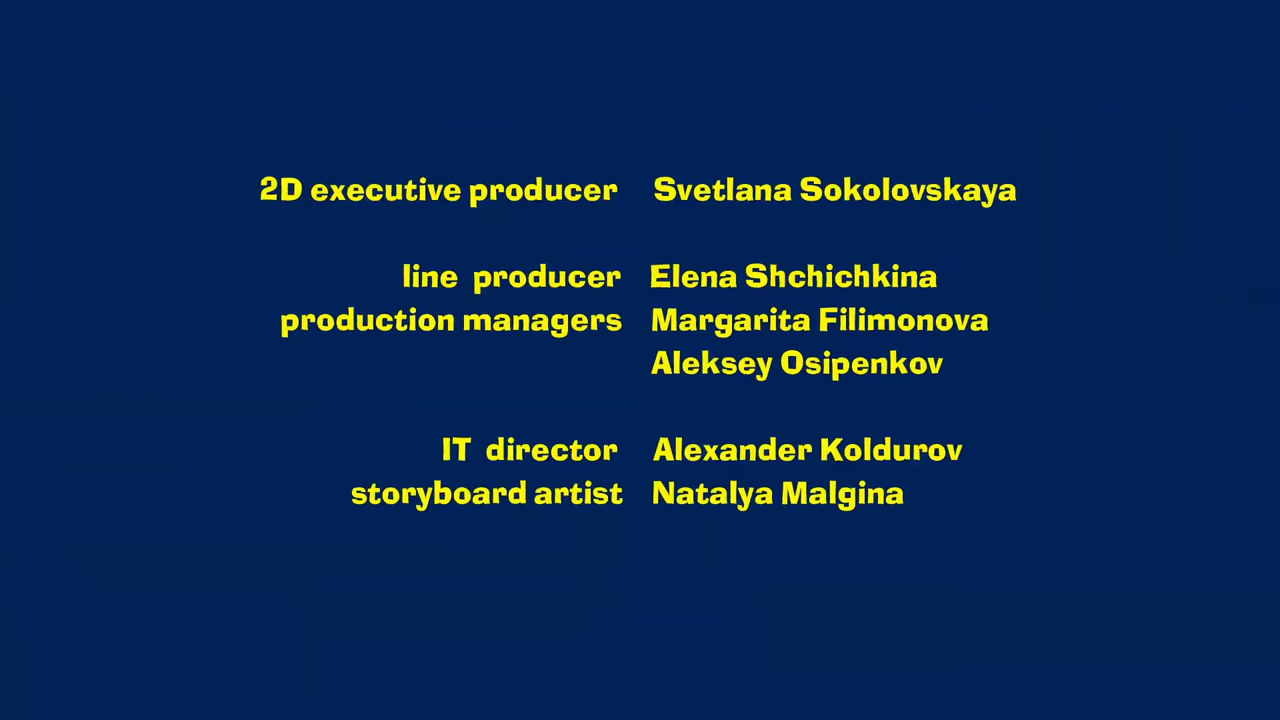 2D executive producer Svetlana Sokolovskaya
line producer Elena Shchichkina
production managers Margarita Filimonova
Aleksey Osipenkov
IT director Alexander Koldurov
storyboard artist Natalya Malgina